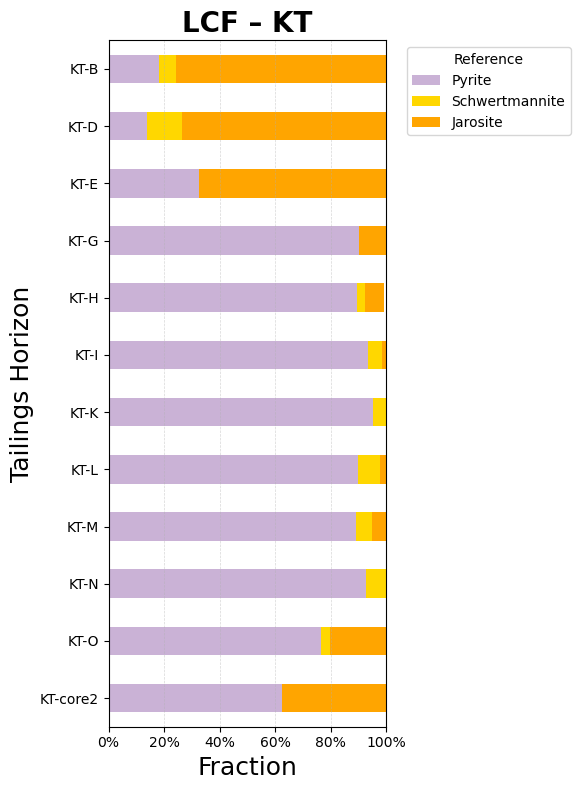 LCF – KT
Reference
Pyrite
Schwertmannite
Jarosite
Tailings Horizon
KT-B
KT-D
KT-E
KT-G
KT-H
KT-I
KT-K
KT-L
KT-M
KT-N
KT-O
KT-core2
0% 20% 40% 60% 80% 100%
Fraction